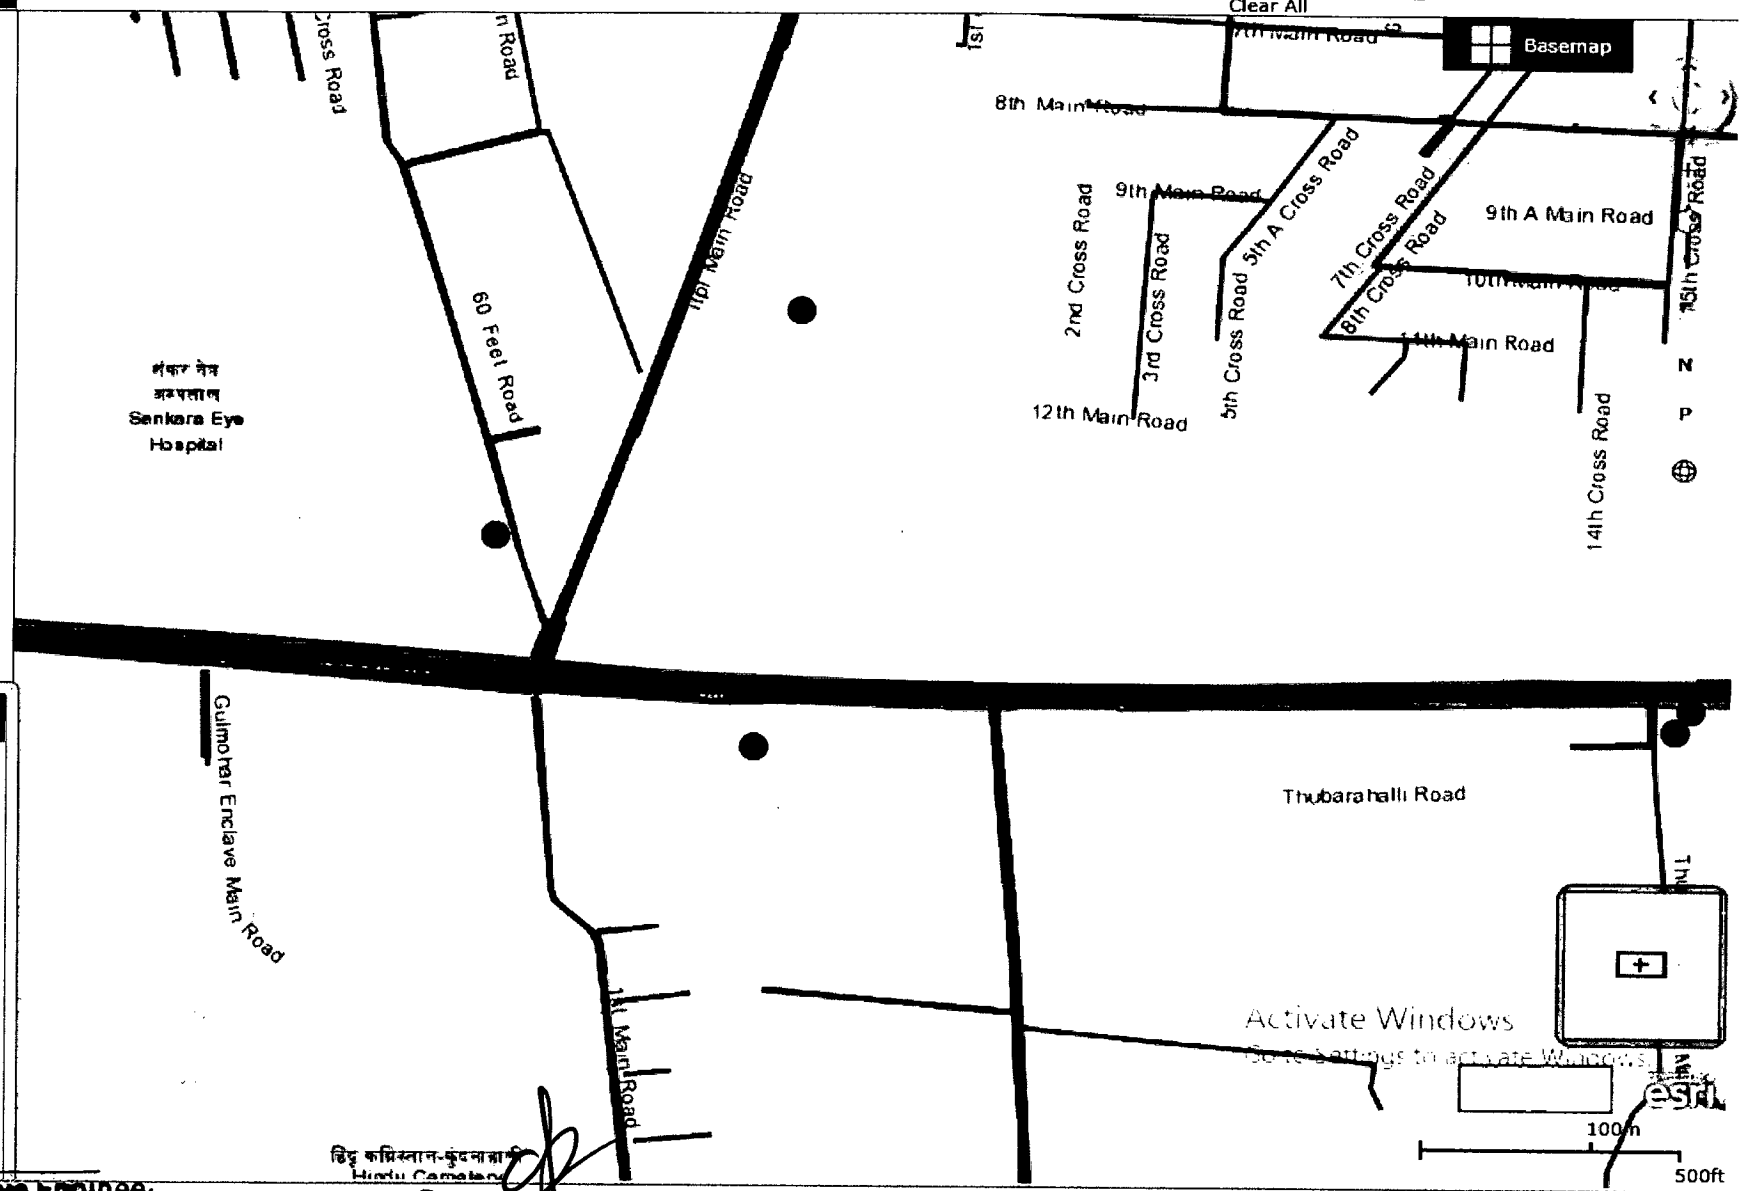 Clear All
Cross Road
Road
7th Main Road
Basemap
8th Main Road
60 Feet Road
Itpl Main Road
9th Main Road
2nd Cross Road
3rd Cross Road
5th A Cross Road
5th Cross Road
7th Cross Road
8th Cross Road
9th A Main Road
15th Cross Road
10th Main Road
11th Main Road
12th Main Road
14th Cross Road
N
P
शंकर नेत्र
अस्पताल
Sankara Eye
Hospital
Gulmohar Enclave Main Road
Thubarahalli Road
1st Main Road
Activate Windows
Go to Settings to activate Windows.
esri
100m
500ft
Hindu